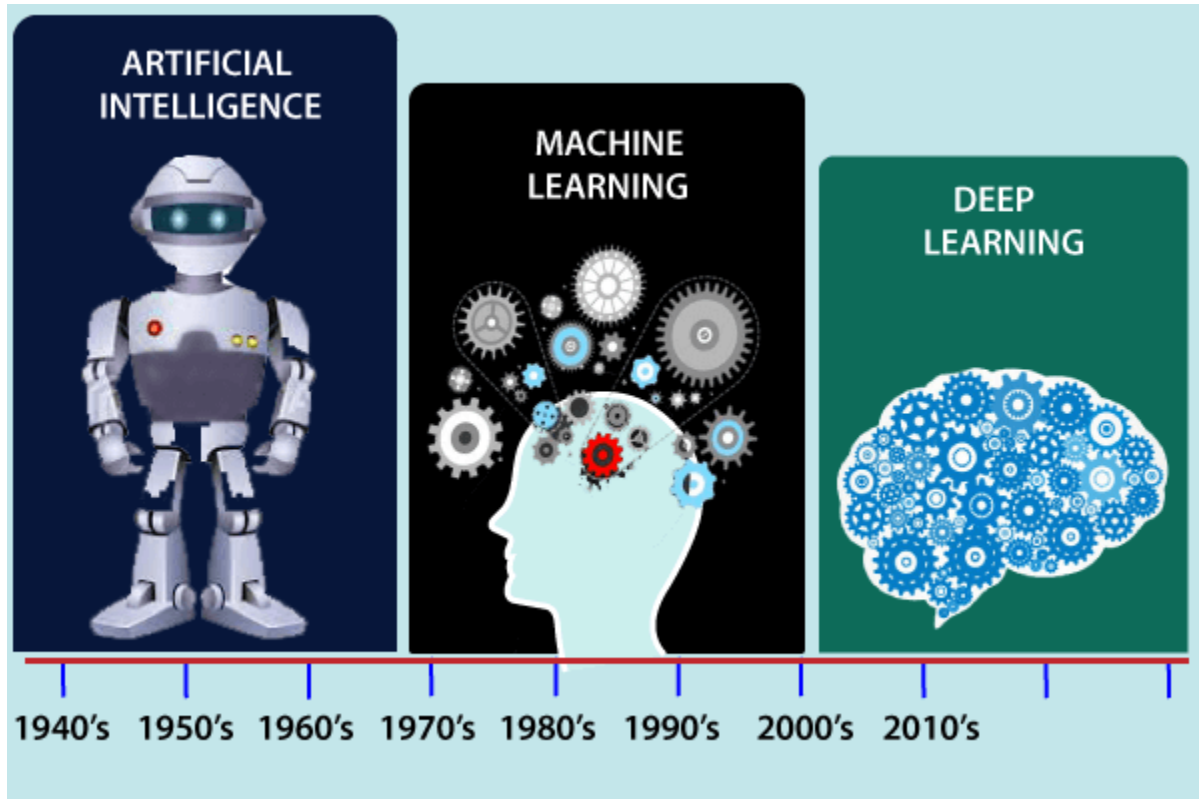 ARTIFICIAL
INTELLIGENCE
MACHINE
LEARNING
DEEP
LEARNING
1940's 1950's 1960's 1970's 1980's 1990's 2000's 2010's